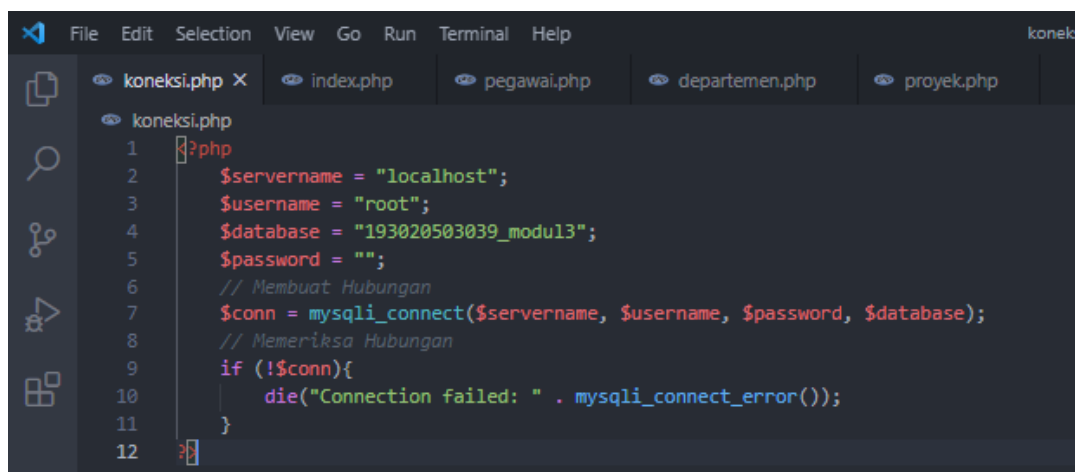 File Edit Selection View Go Run Terminal Help konek
koneksi.php × index.php pegawai.php departemen.php proyek.php
koneksi.php
1 <?php
2 $servername = "localhost";
3 $username = "root";
4 $database = "193020503039_modul3";
5 $password = "";
6 // Membuat Hubungan
7 $conn = mysqli_connect($servername, $username, $password, $database);
8 // Memeriksa Hubungan
9 if (!$conn){
10 die("Connection failed: " . mysqli_connect_error());
11 }
12 ?>